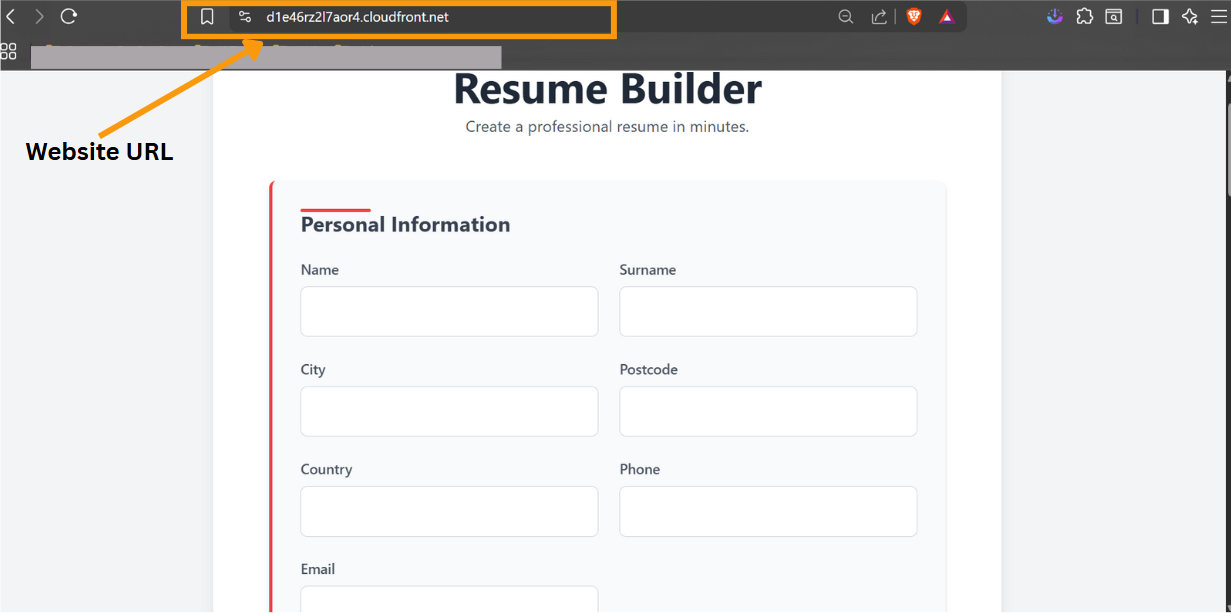 d1e46rz2l7aor4.cloudfront.net
Website URL
Resume Builder
Create a professional resume in minutes.
Personal Information
Name
Surname
City
Postcode
Country
Phone
Email